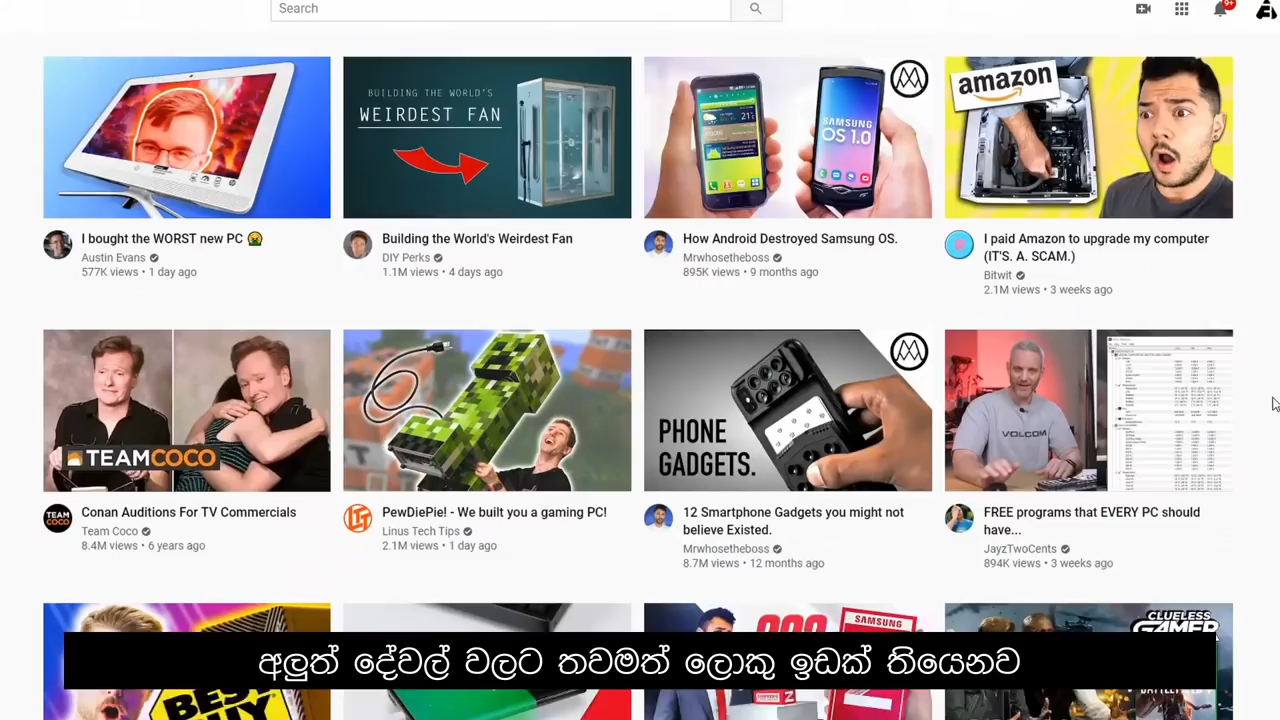 Search
9+
BUILDING THE WORLD'S
WEIRDEST FAN
SAMSUNG
OS 1.0
amazon
I bought the WORST new PC 🤮
Austin Evans
577K views • 1 day ago
Building the World's Weirdest Fan
DIY Perks
1.1M views • 4 days ago
How Android Destroyed Samsung OS.
Mrwhosetheboss
895K views • 9 months ago
I paid Amazon to upgrade my computer
(IT'S. A. SCAM.)
Bitwit
2.1M views • 3 weeks ago
TEAMCOCO
PHONE
GADGETS.
VOLCOM
TEAM
COCO
Conan Auditions For TV Commercials
Team Coco
8.4M views • 6 years ago
PewDiePie! - We built you a gaming PC!
Linus Tech Tips
2.1M views • 1 day ago
12 Smartphone Gadgets you might not
believe Existed.
Mrwhosetheboss
8.7M views • 12 months ago
FREE programs that EVERY PC should
have...
JayzTwoCents
894K views • 3 weeks ago
SAMSUNG
CLUELESS
GAMER
අලුත් දේවල් වලට තවමත් ලොකු ඉඩක් තියෙනව
BEST
BUY